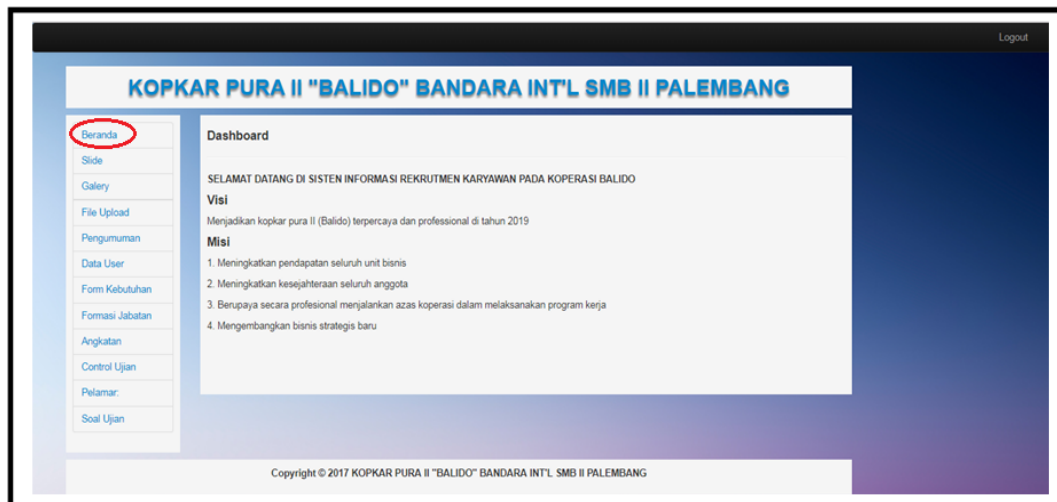 Logout
KOPKAR PURA II "BALIDO" BANDARA INT'L SMB II PALEMBANG
Beranda
Slide
Galery
File Upload
Pengumuman
Data User
Form Kebutuhan
Formasi Jabatan
Angkatan
Control Ujian
Pelamar:
Soal Ujian
Dashboard
SELAMAT DATANG DI SISTEN INFORMASI REKRUTMEN KARYAWAN PADA KOPERASI BALIDO
Visi
Menjadikan kopkar pura II (Balido) terpercaya dan professional di tahun 2019
Misi
1. Meningkatkan pendapatan seluruh unit bisnis
2. Meningkatkan kesejahteraan seluruh anggota
3. Berupaya secara profesional menjalankan azas koperasi dalam melaksanakan program kerja
4. Mengembangkan bisnis strategis baru
Copyright © 2017 KOPKAR PURA II "BALIDO" BANDARA INT'L SMB II PALEMBANG